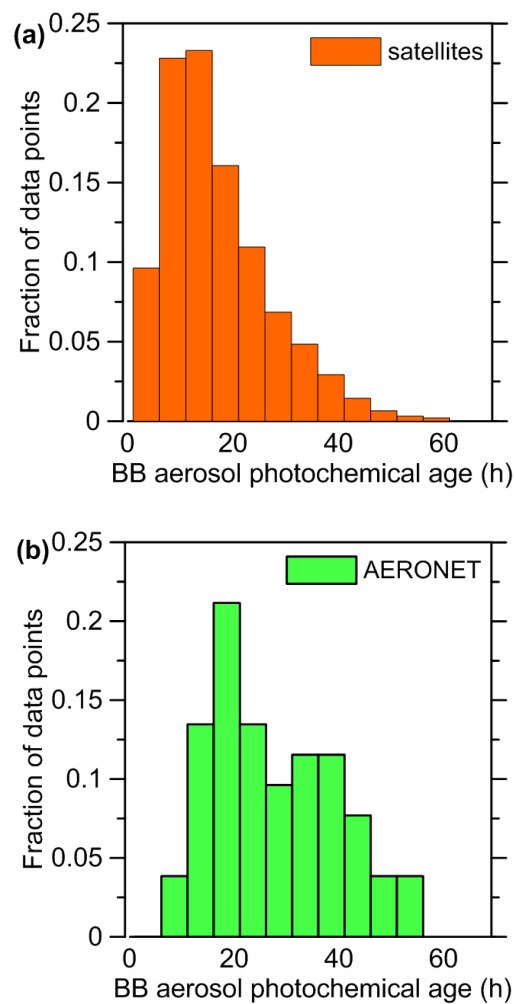 (a)
0.25
satellites
0.2
0.15
0.1
0.05
0
Fraction of data points
0 20 40 60
BB aerosol photochemical age (h)
(b)
0.25
AERONET
0.2
0.15
0.1
0.05
0
Fraction of data points
0 20 40 60
BB aerosol photochemical age (h)